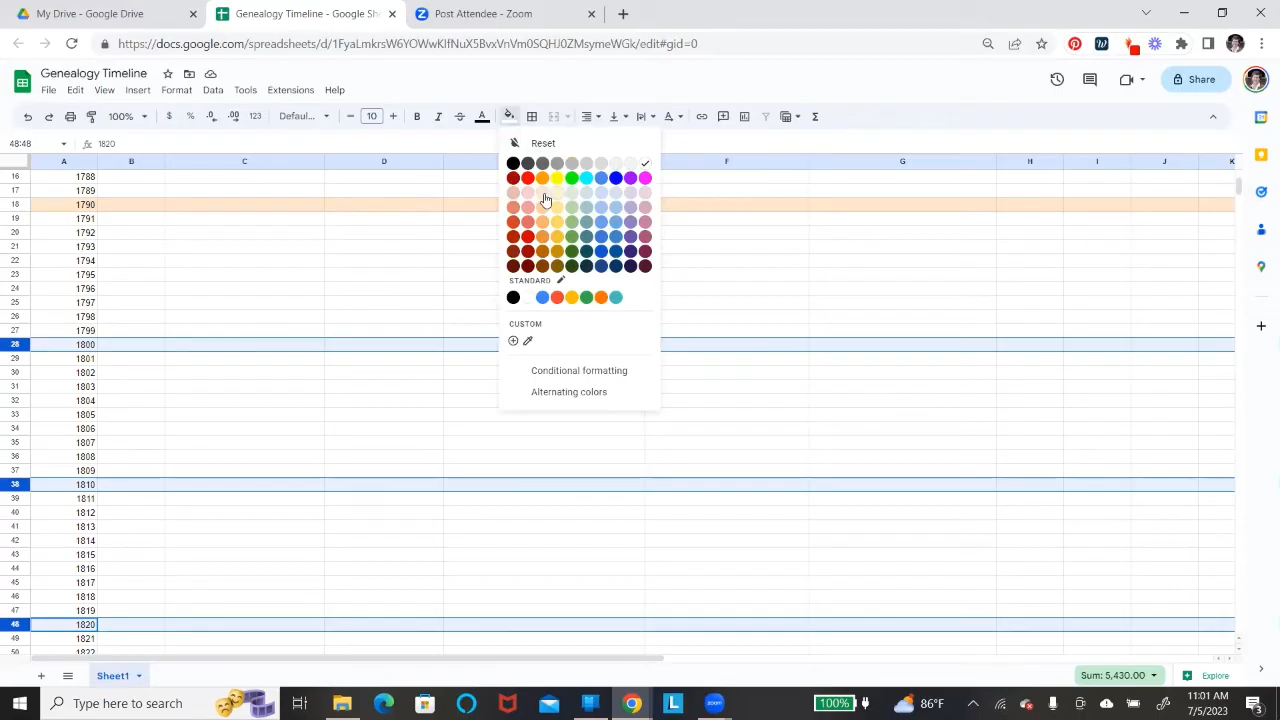 My Drive - Google Drive
Genealogy Timeline - Google She
Post Attendee - Zoom
https://docs.google.com/spreadsheets/d/1FyaLmkrsW6YOWwvKlfNuX5BvxVnVm0SQHJ0ZMsymeWGk/edit#gid=0
Genealogy Timeline
File Edit View Insert Format Data Tools Extensions Help
Share
100% $ % .0 .00 123 Defaul... 10 B I A
48:48 fx 1820
Reset
A B C D F G H I J K
16 1788
17 1789
18 1790
19 1791
20 1792
21 1793
22 1794
23 1795
24 1796
25 1797
26 1798
27 1799
28 1800
29 1801
30 1802
31 1803
32 1804
33 1805
34 1806
35 1807
36 1808
37 1809
38 1810
39 1811
40 1812
41 1813
42 1814
43 1815
44 1816
45 1817
46 1818
47 1819
48 1820
49 1821
50 1822
STANDARD
CUSTOM
Conditional formatting
Alternating colors
Sheet1
Sum: 5,430.00
Explore
Type here to search
L
zoom
100%
86°F
11:01 AM
7/5/2023
3